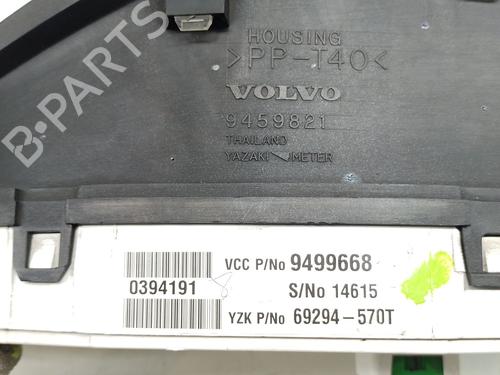 HOUSING
>PP-T40<
VOLVO
9459821
THAILAND
YAZAKI METER
VCC P/No 9499668
0394191
8
S/No 14615
YZK P/No 69294-570T
B-PARTS